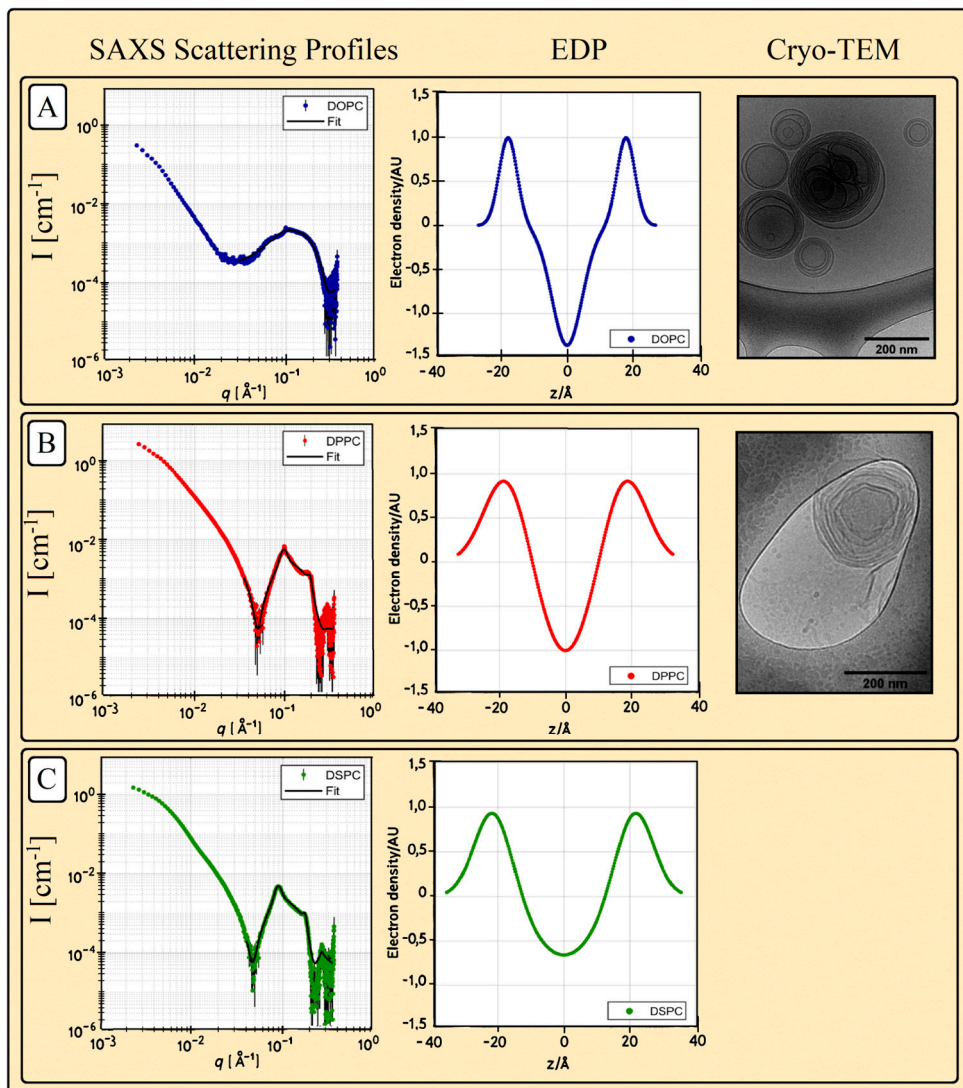 SAXS Scattering Profiles
EDP
Cryo-TEM
A
I [cm⁻¹]
10⁰
10⁻²
10⁻⁴
10⁻⁶
10⁻³
10⁻²
10⁻¹
10⁰
q [ Å⁻¹]
DOPC
Fit
Electron density/AU
1,5
1,0
0,5
0
0,5
-1,0
-1,5
-40
-20
0
20
40
z/Å
DOPC
200 nm
B
I [cm⁻¹]
10⁰
10⁻²
10⁻⁴
10⁻⁶
10⁻³
10⁻²
10⁻¹
10⁰
q [ Å⁻¹]
DPPC
Fit
Electron density/AU
1,5
1,0
0,5
0
-0,5
-1,0
-1,5
-40
-20
0
20
40
z/Å
DPPC
200 nm
C
I [cm⁻¹]
10⁰
10⁻²
10⁻⁴
10⁻⁶
10⁻³
10⁻²
10⁻¹
10⁰
q [ Å⁻¹]
DSPC
Fit
Electron density/AU
1,5
1,0
0,5
0
-0,5
-1,0
-1,5
-40
-20
0
20
40
z/Å
DSPC